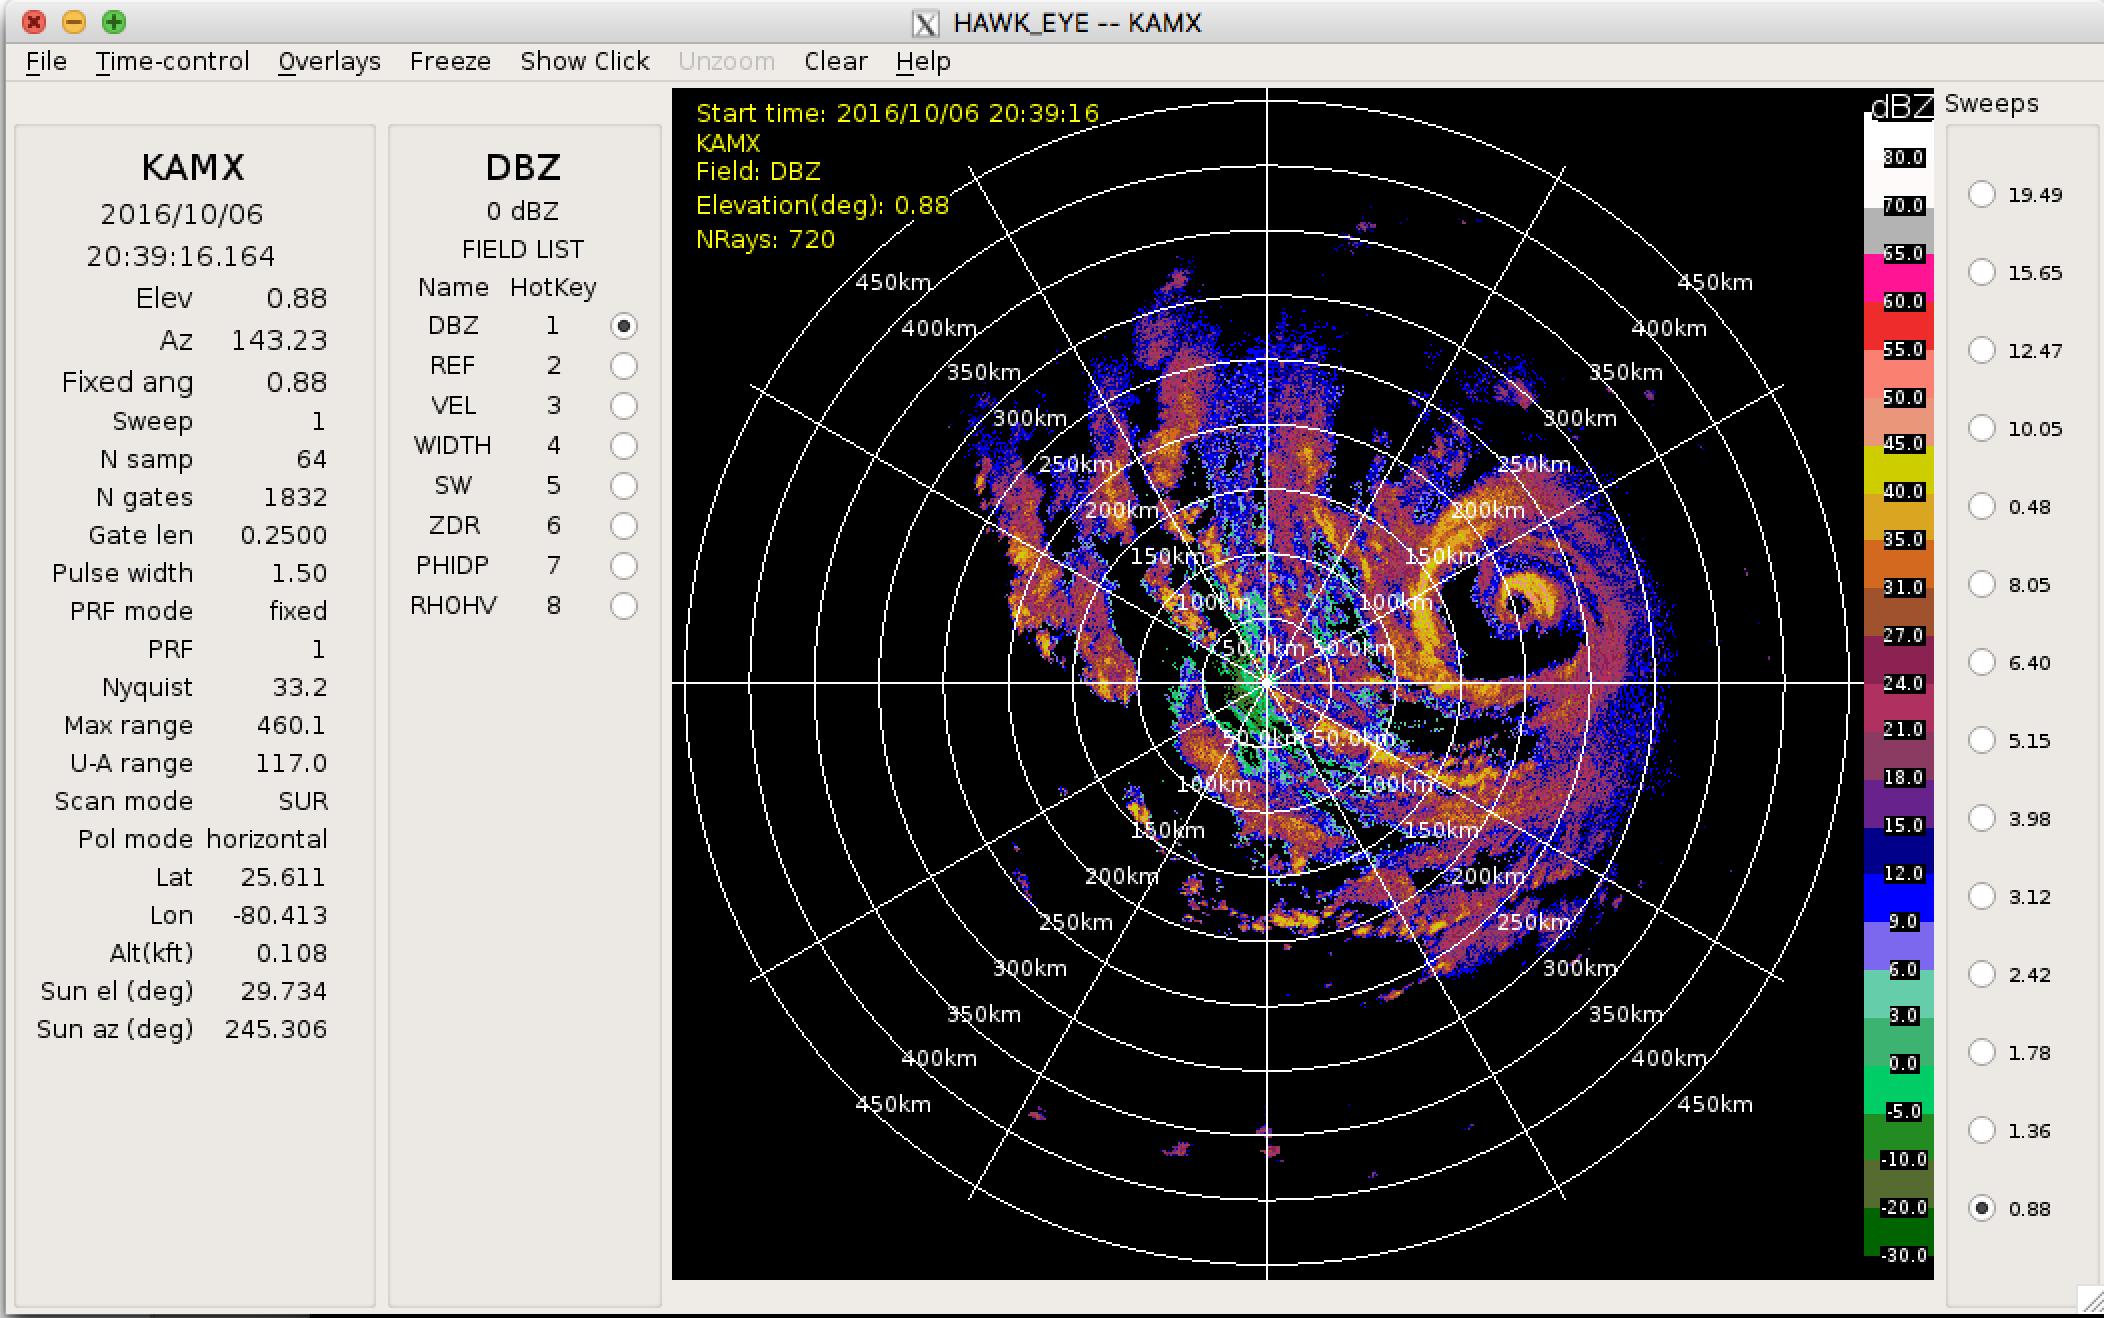 HAWK_EYE -- KAMX
File Time-control Overlays Freeze Show Click Unzoom Clear Help
KAMX
2016/10/06
20:39:16.164
Elev 0.88
Az 143.23
Fixed ang 0.88
Sweep 1
N samp 64
N gates 1832
Gate len 0.2500
Pulse width 1.50
PRF mode fixed
PRF 1
Nyquist 33.2
Max range 460.1
U-A range 117.0
Scan mode SUR
Pol mode horizontal
Lat 25.611
Lon -80.413
Alt(kft) 0.108
Sun el (deg) 29.734
Sun az (deg) 245.306
DBZ
0 dBZ
FIELD LIST
Name HotKey
DBZ 1
REF 2
VEL 3
WIDTH 4
SW 5
ZDR 6
PHIDP 7
RHOHV 8
Start time: 2016/10/06 20:39:16
KAMX
Field: DBZ
Elevation(deg): 0.88
NRays: 720
450km 450km
400km 400km
350km 350km
300km 300km
250km 250km
200km 200km
150km 150km
100km 100km
50.0km 50.0km
50.0km 50.0km
100km 100km
150km 150km
200km 200km
250km 250km
300km 300km
350km 350km
400km 400km
450km 450km
dBZ
80.0
70.0
65.0
60.0
55.0
50.0
45.0
40.0
35.0
31.0
27.0
24.0
21.0
18.0
15.0
12.0
9.0
6.0
3.0
0.0
-5.0
-10.0
-20.0
-30.0
Sweeps
19.49
15.65
12.47
10.05
0.48
8.05
6.40
5.15
3.98
3.12
2.42
1.78
1.36
0.88